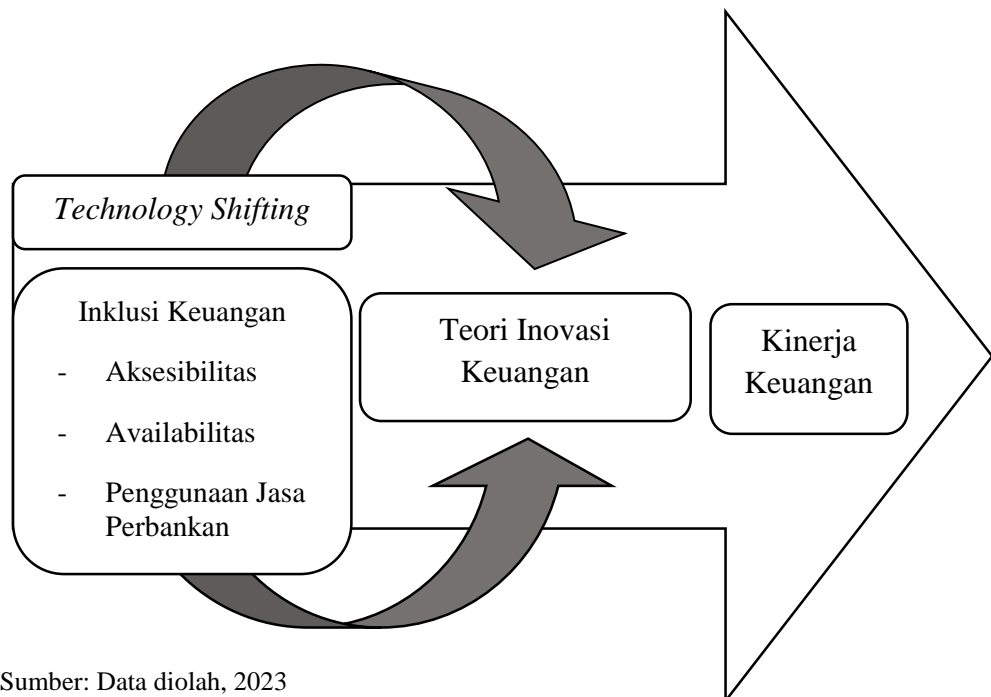 Technology Shifting
Inklusi Keuangan
- Aksesibilitas
- Availabilitas
- Penggunaan Jasa
Perbankan
Teori Inovasi
Keuangan
Kinerja
Keuangan
Sumber: Data diolah, 2023